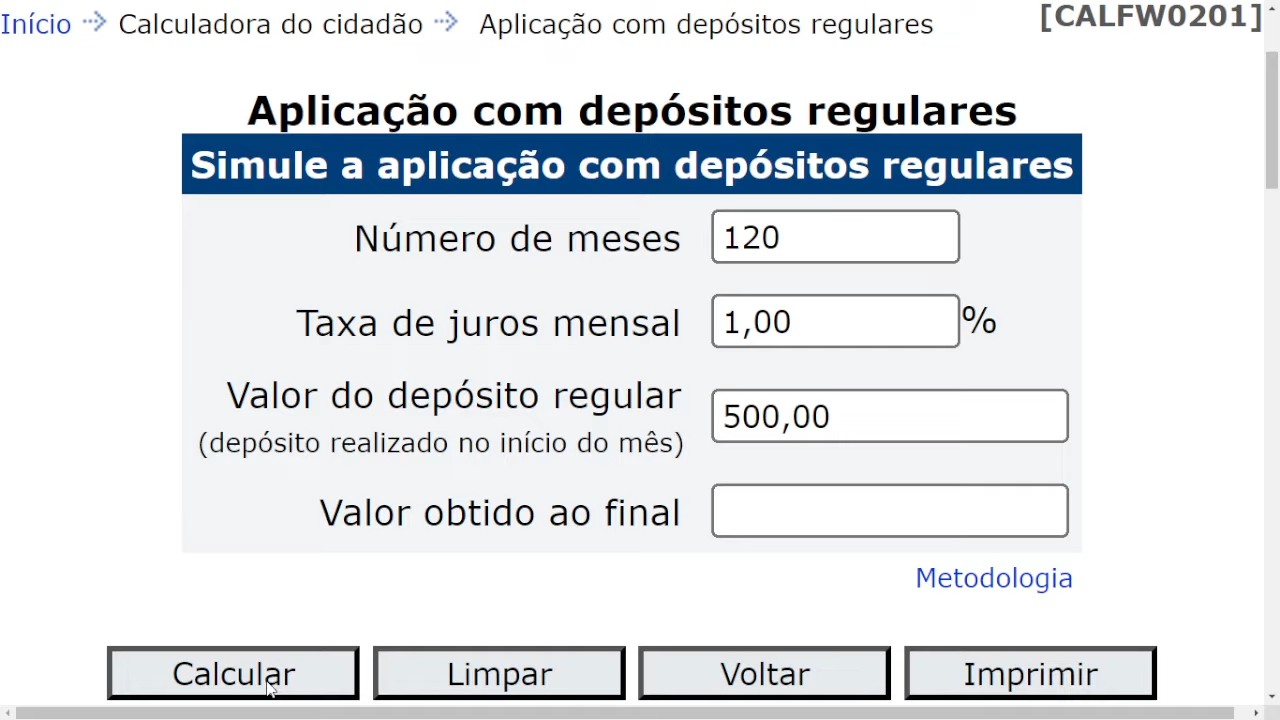 Início Calculadora do cidadão Aplicação com depósitos regulares [CALFW0201]
Aplicação com depósitos regulares
Simule a aplicação com depósitos regulares
Número de meses 120
Taxa de juros mensal 1,00 %
Valor do depósito regular 500,00
(depósito realizado no início do mês)
Valor obtido ao final
Metodologia
Calcular Limpar Voltar Imprimir